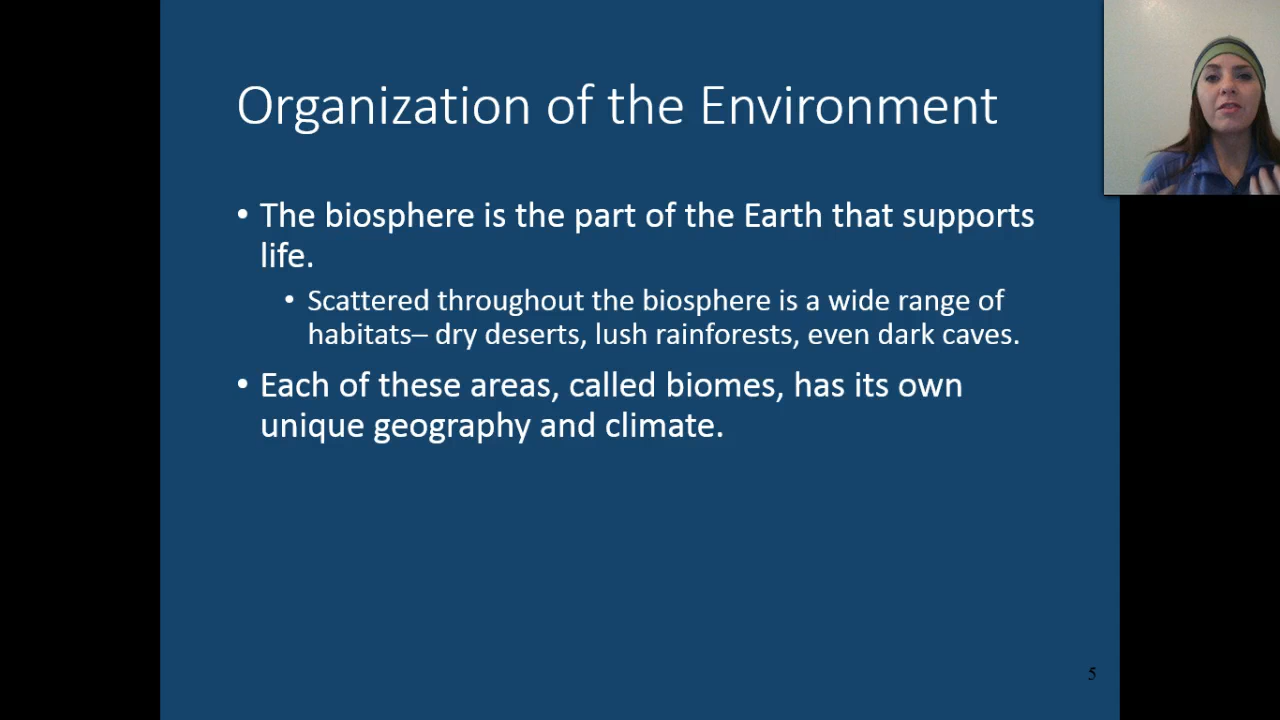 Organization of the Environment
• The biosphere is the part of the Earth that supports
life.
• Scattered throughout the biosphere is a wide range of
habitats– dry deserts, lush rainforests, even dark caves.
• Each of these areas, called biomes, has its own
unique geography and climate.
5